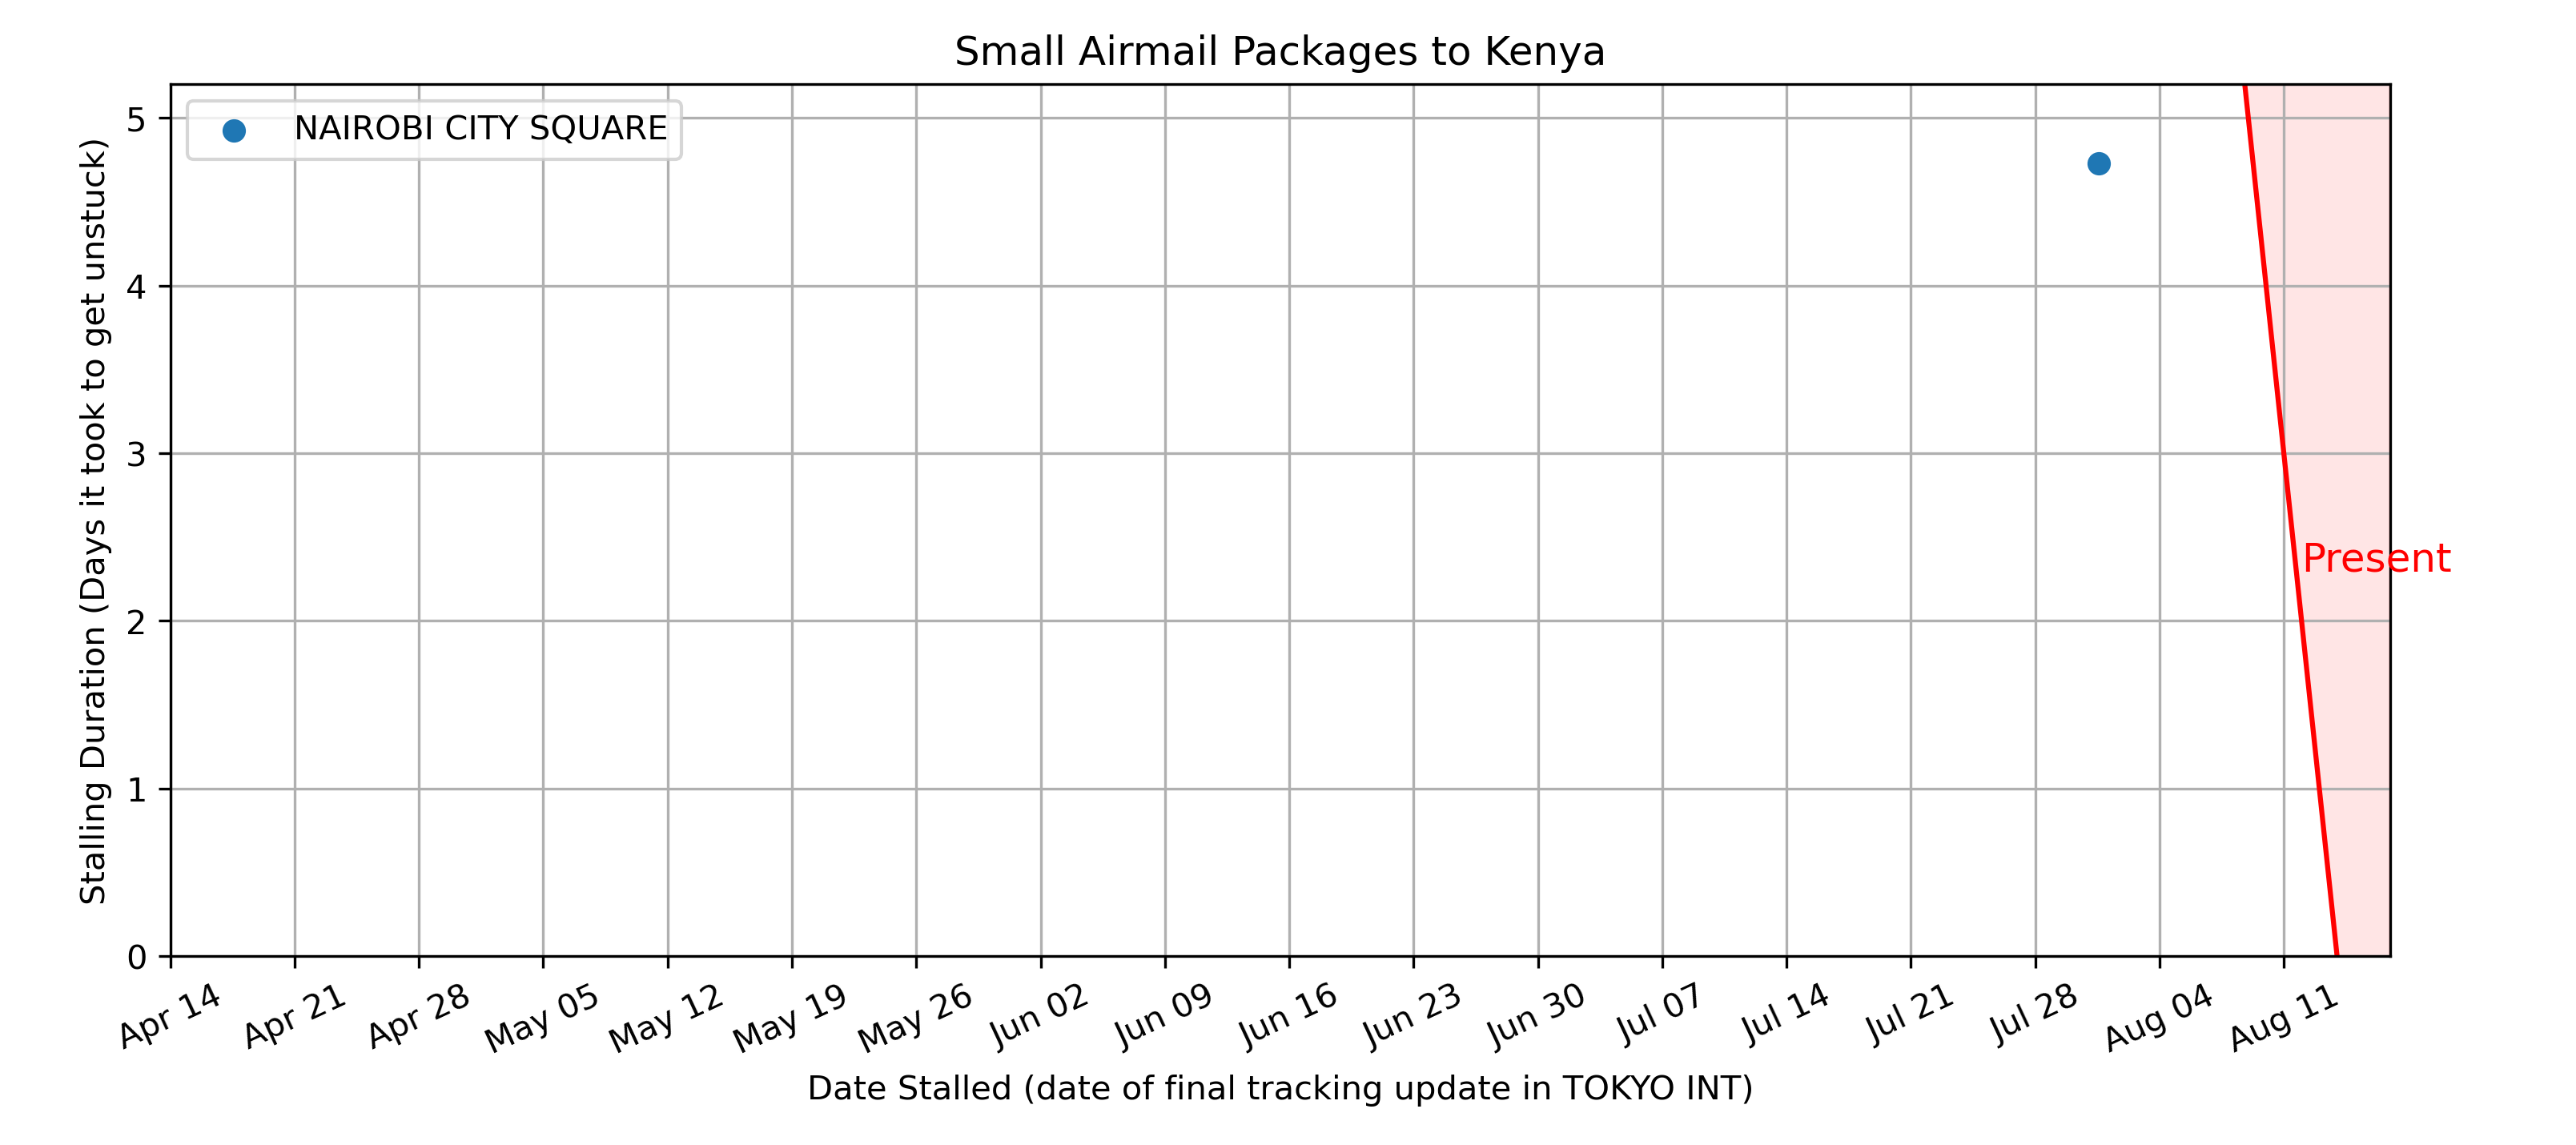 Small Airmail Packages to Kenya
NAIROBI CITY SQUARE
Stalling Duration (Days it took to get unstuck)
5
4
3
2
1
0
Present
Apr 14
Apr 21
Apr 28
May 05
May 12
May 19
May 26
Jun 02
Jun 09
Jun 16
Jun 23
Jun 30
Jul 07
Jul 14
Jul 21
Jul 28
Aug 04
Aug 11
Date Stalled (date of final tracking update in TOKYO INT)